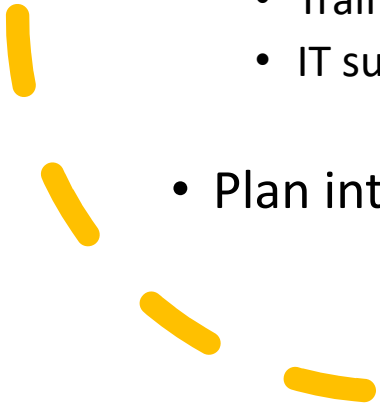 • IT su
• Plan int